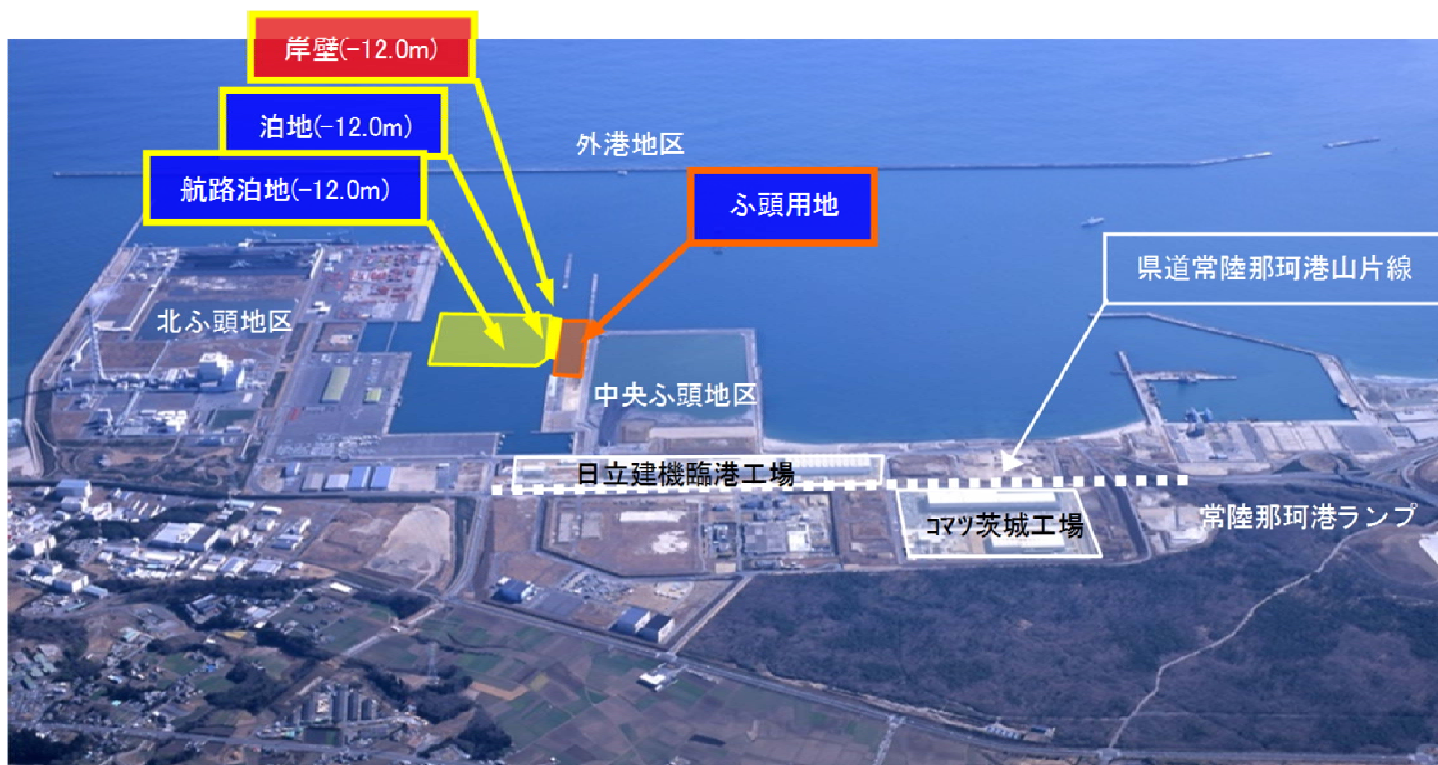 岸壁(-12.0m)
泊地(-12.0m)
外港地区
航路泊地(-12.0m)
ふ頭用地
県道常陸那珂港山片線
北ふ頭地区
中央ふ頭地区
日立建機臨港工場
コマツ茨城工場
常陸那珂港ランプ